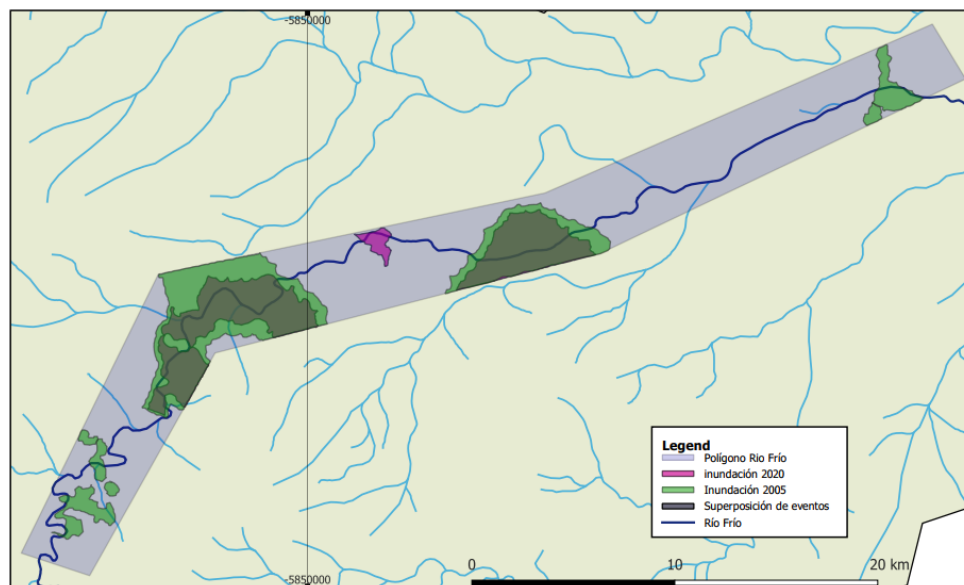 -5850000
Legend
Polígono Rio Frío
inundación 2020
Inundación 2005
Superposición de eventos
Río Frío
-5850000
0
10
20 km